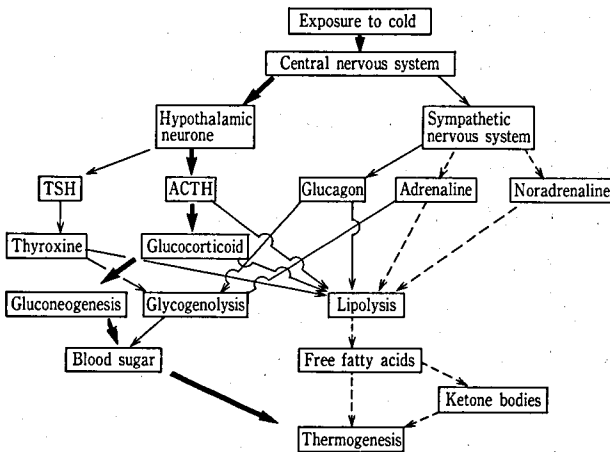 Exposure to cold
Central nervous system
Hypothalamic
neurone
Sympathetic
nervous system
TSH
ACTH
Glucagon
Adrenaline
Noradrenaline
Thyroxine
Glucocorticoid
Gluconeogenesis
Glycogenolysis
Lipolysis
Blood sugar
Free fatty acids
Ketone bodies
Thermogenesis